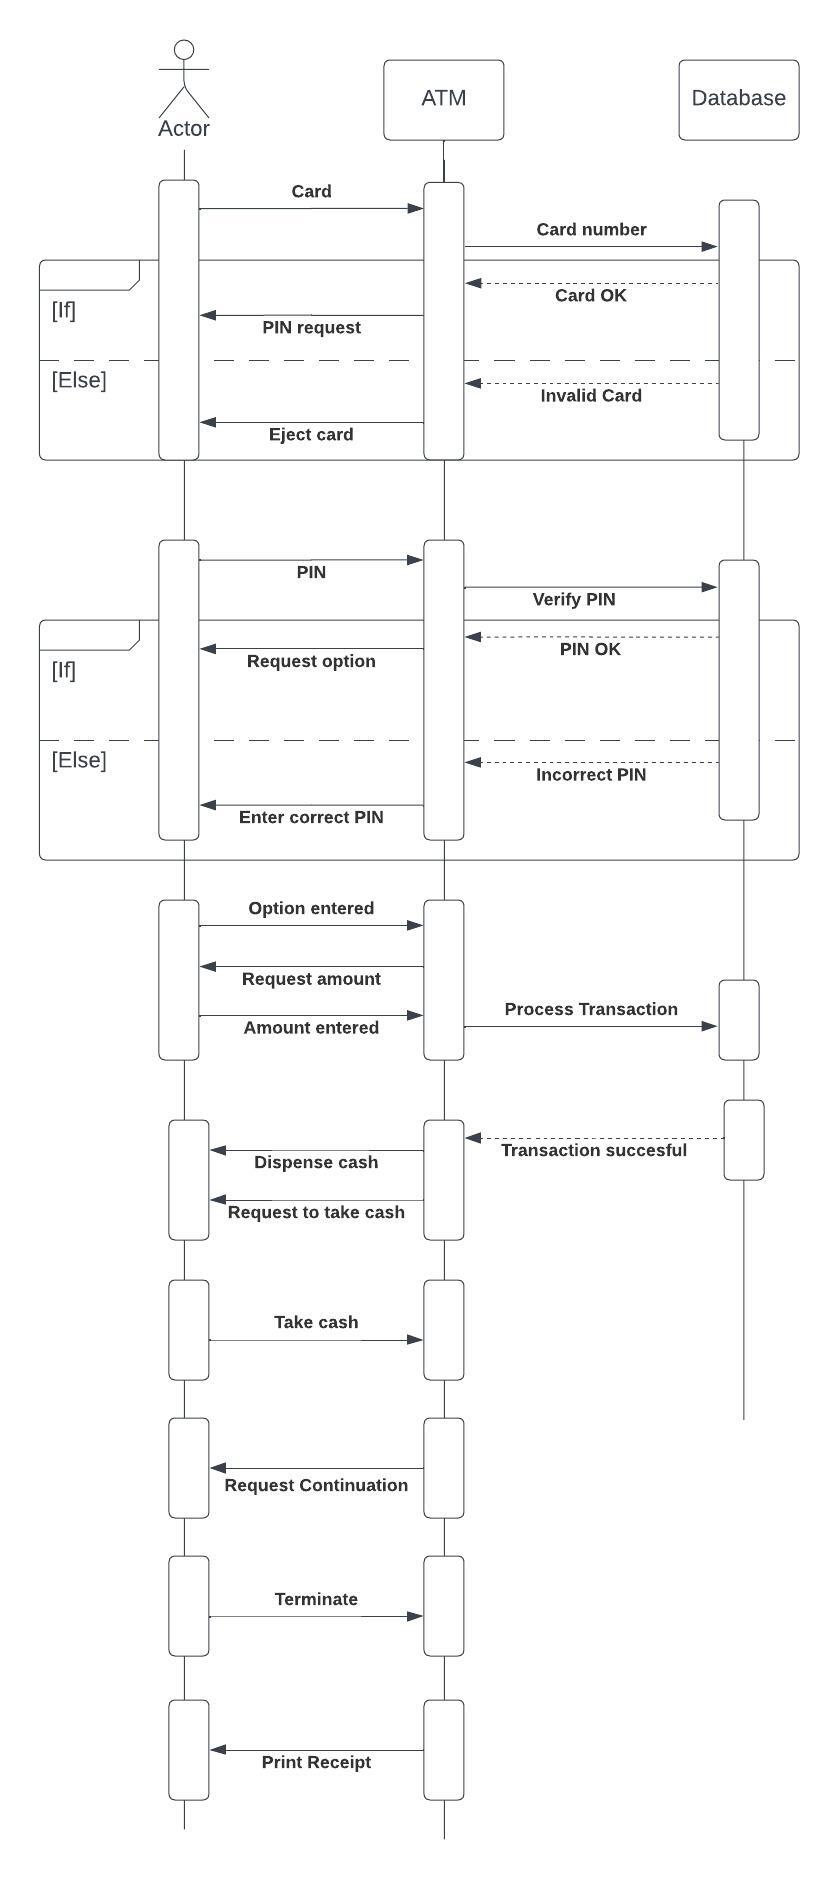 Actor
ATM
Database
Card
Card number
[If]
Card OK
PIN request
[Else]
Invalid Card
Eject card
PIN
Verify PIN
[If]
PIN OK
Request option
[Else]
Incorrect PIN
Enter correct PIN
Option entered
Request amount
Process Transaction
Amount entered
Transaction succesful
Dispense cash
Request to take cash
Take cash
Request Continuation
Terminate
Print Receipt